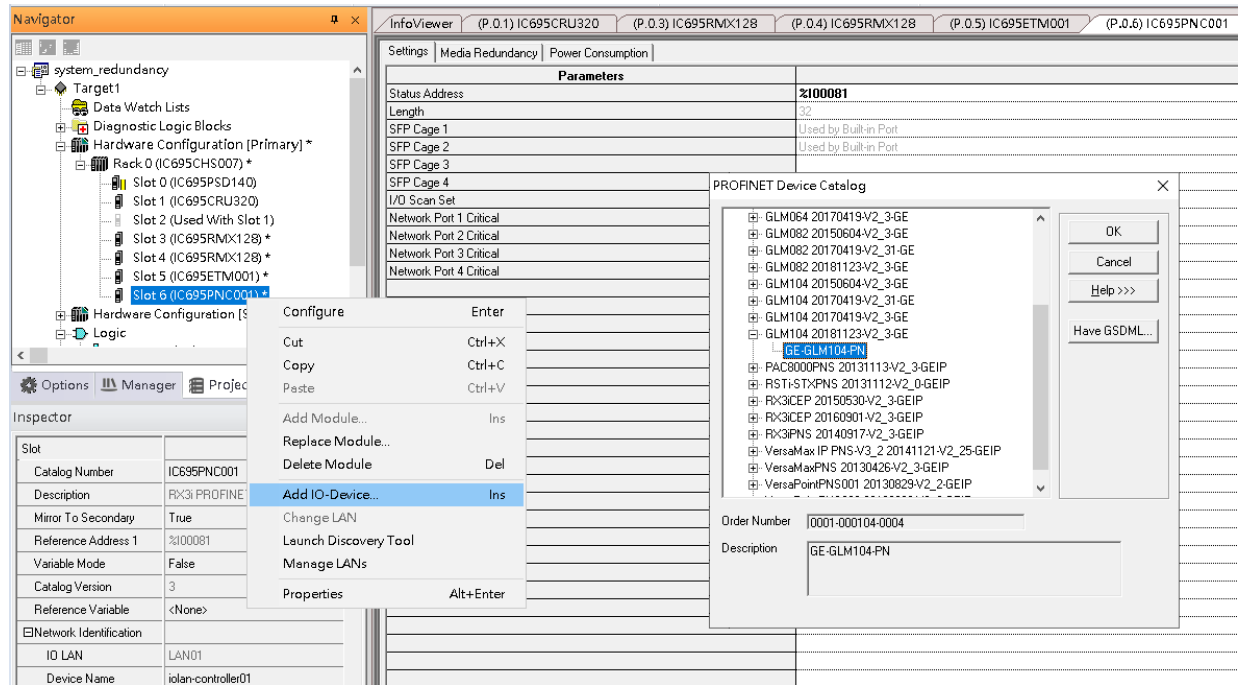 Navigator
InfoViewer
(P.0.1) IC695CRU320
(P.0.3) IC695RMX128
(P.0.4) IC695RMX128
(P.0.5) IC695ETM001
(P.0.6) IC695PNC001
system_redundancy
Target1
Data Watch Lists
Diagnostic Logic Blocks
Hardware Configuration [Primary] *
Rack 0 (IC695CHS007) *
Slot 0 (IC695PSD140)
Slot 1 (IC695CRU320)
Slot 2 (Used With Slot 1)
Slot 3 (IC695RMX128) *
Slot 4 (IC695RMX128) *
Slot 5 (IC695ETM001) *
Slot 6 (IC695PNC001) *
Hardware Configuration [S
Logic
Options
Manager
Projec
Inspector
Slot
Catalog Number IC695PNC001
Description RX3i PROFINE
Mirror To Secondary True
Reference Address 1 %I00081
Variable Mode False
Catalog Version 3
Reference Variable <None>
Network Identification
IO LAN LAN01
Device Name iolan-controller01
Settings
Media Redundancy
Power Consumption
Parameters
Status Address %I00081
Length 32
SFP Cage 1 Used by Built-in Port
SFP Cage 2 Used by Built-in Port
SFP Cage 3
SFP Cage 4
I/O Scan Set
Network Port 1 Critical
Network Port 2 Critical
Network Port 3 Critical
Network Port 4 Critical
Configure Enter
Cut Ctrl+X
Copy Ctrl+C
Paste Ctrl+V
Add Module... Ins
Replace Module...
Delete Module Del
Add IO-Device... Ins
Change LAN
Launch Discovery Tool
Manage LANs
Properties Alt+Enter
PROFINET Device Catalog
GLM064 20170419-V2_3-GE
GLM082 20150604-V2_3-GE
GLM082 20170419-V2_31-GE
GLM082 20181123-V2_3-GE
GLM104 20150604-V2_3-GE
GLM104 20170419-V2_31-GE
GLM104 20170419-V2_3-GE
GLM104 20181123-V2_3-GE
GE-GLM104-PN
PAC8000PNS 20131113-V2_3-GEIP
RSTi-STXPNS 20131112-V2_0-GEIP
RX3iCEP 20150530-V2_3-GEIP
RX3iCEP 20160901-V2_3-GEIP
RX3iPNS 20140917-V2_3-GEIP
VersaMax IP PNS-V3_2 20141121-V2_25-GEIP
VersaMaxPNS 20130426-V2_3-GEIP
VersaPointPNS001 20130829-V2_2-GEIP
OK
Cancel
Help >>>
Have GSDML...
Order Number 0001-000104-0004
Description GE-GLM104-PN